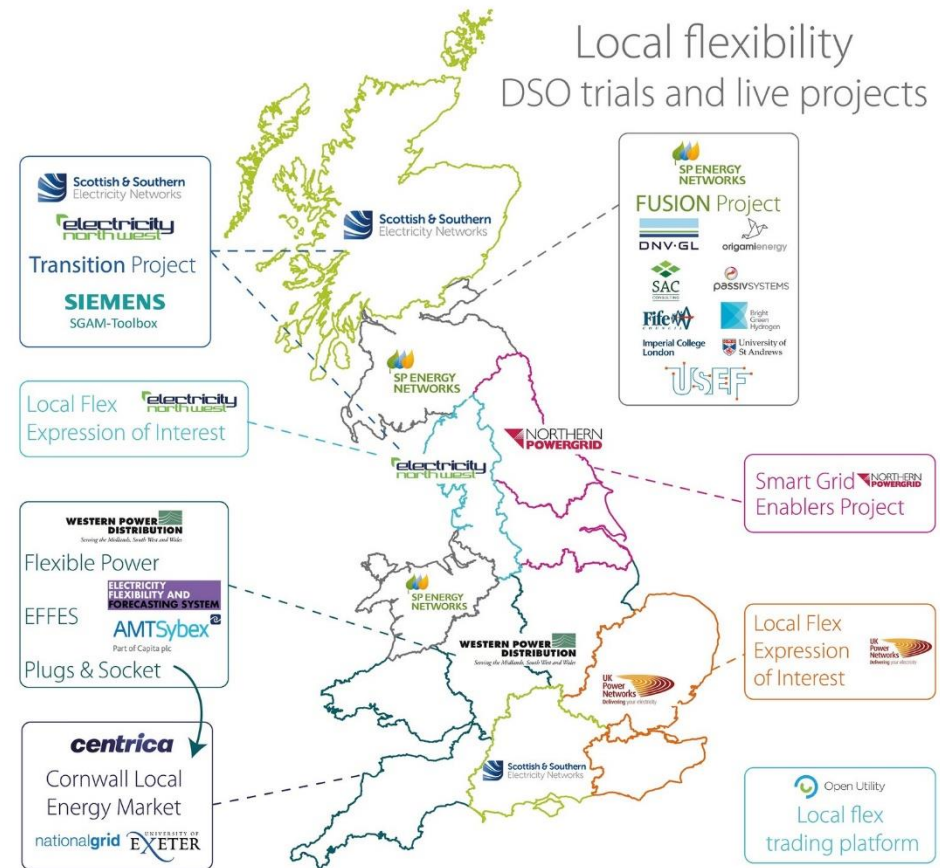 Local flexibility
DSO trials and live projects
Scottish & Southern
Electricity Networks
electricity
northwest
Transition Project
SIEMENS
SGAM-Toolbox
Local Flex
Expression of Interest
electricity
northwest
WESTERN POWER
DISTRIBUTION
Serving the Midlands, South West and Wales
Flexible Power
EFFES
ELECTRICITY
FLEXIBILITY AND
FORECASTING SYSTEM
AMTSybex
Part of Capita plc
Plugs & Socket
centrica
Cornwall Local
Energy Market
nationalgrid
UNIVERSITY OF
EXETER
Scottish & Southern
Electricity Networks
SP ENERGY
NETWORKS
NORTHERN
POWERGRID
electricity
northwest
SP ENERGY
NETWORKS
WESTERN POWER
DISTRIBUTION
Serving the Midlands, South West and Wales
UK
Power
Networks
Delivering your electricity
Scottish & Southern
Electricity Networks
SP ENERGY
NETWORKS
FUSION Project
DNV·GL
origamienergy
SAC
CONSULTING
PASSIVSYSTEMS
Fife
COUNCIL
Bright
Green
Hydrogen
Imperial College
London
University of
St Andrews
USEF
Smart Grid
Enablers Project
NORTHERN
POWERGRID
Local Flex
Expression
of Interest
UK
Power
Networks
Delivering your electricity
Open Utility
Local flex
trading platform